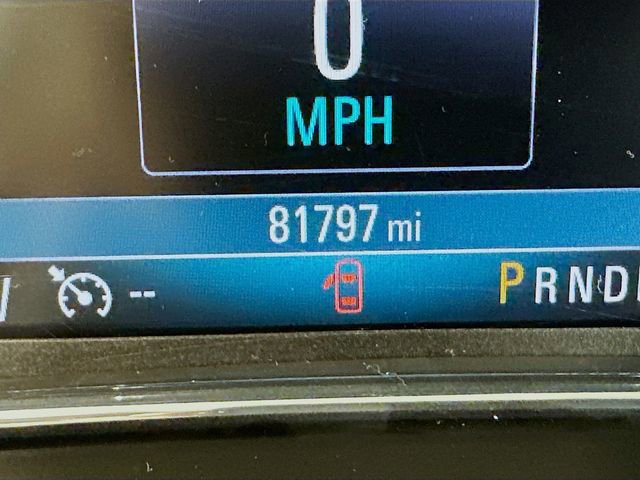 0
MPH
81797 mi
-- PRND